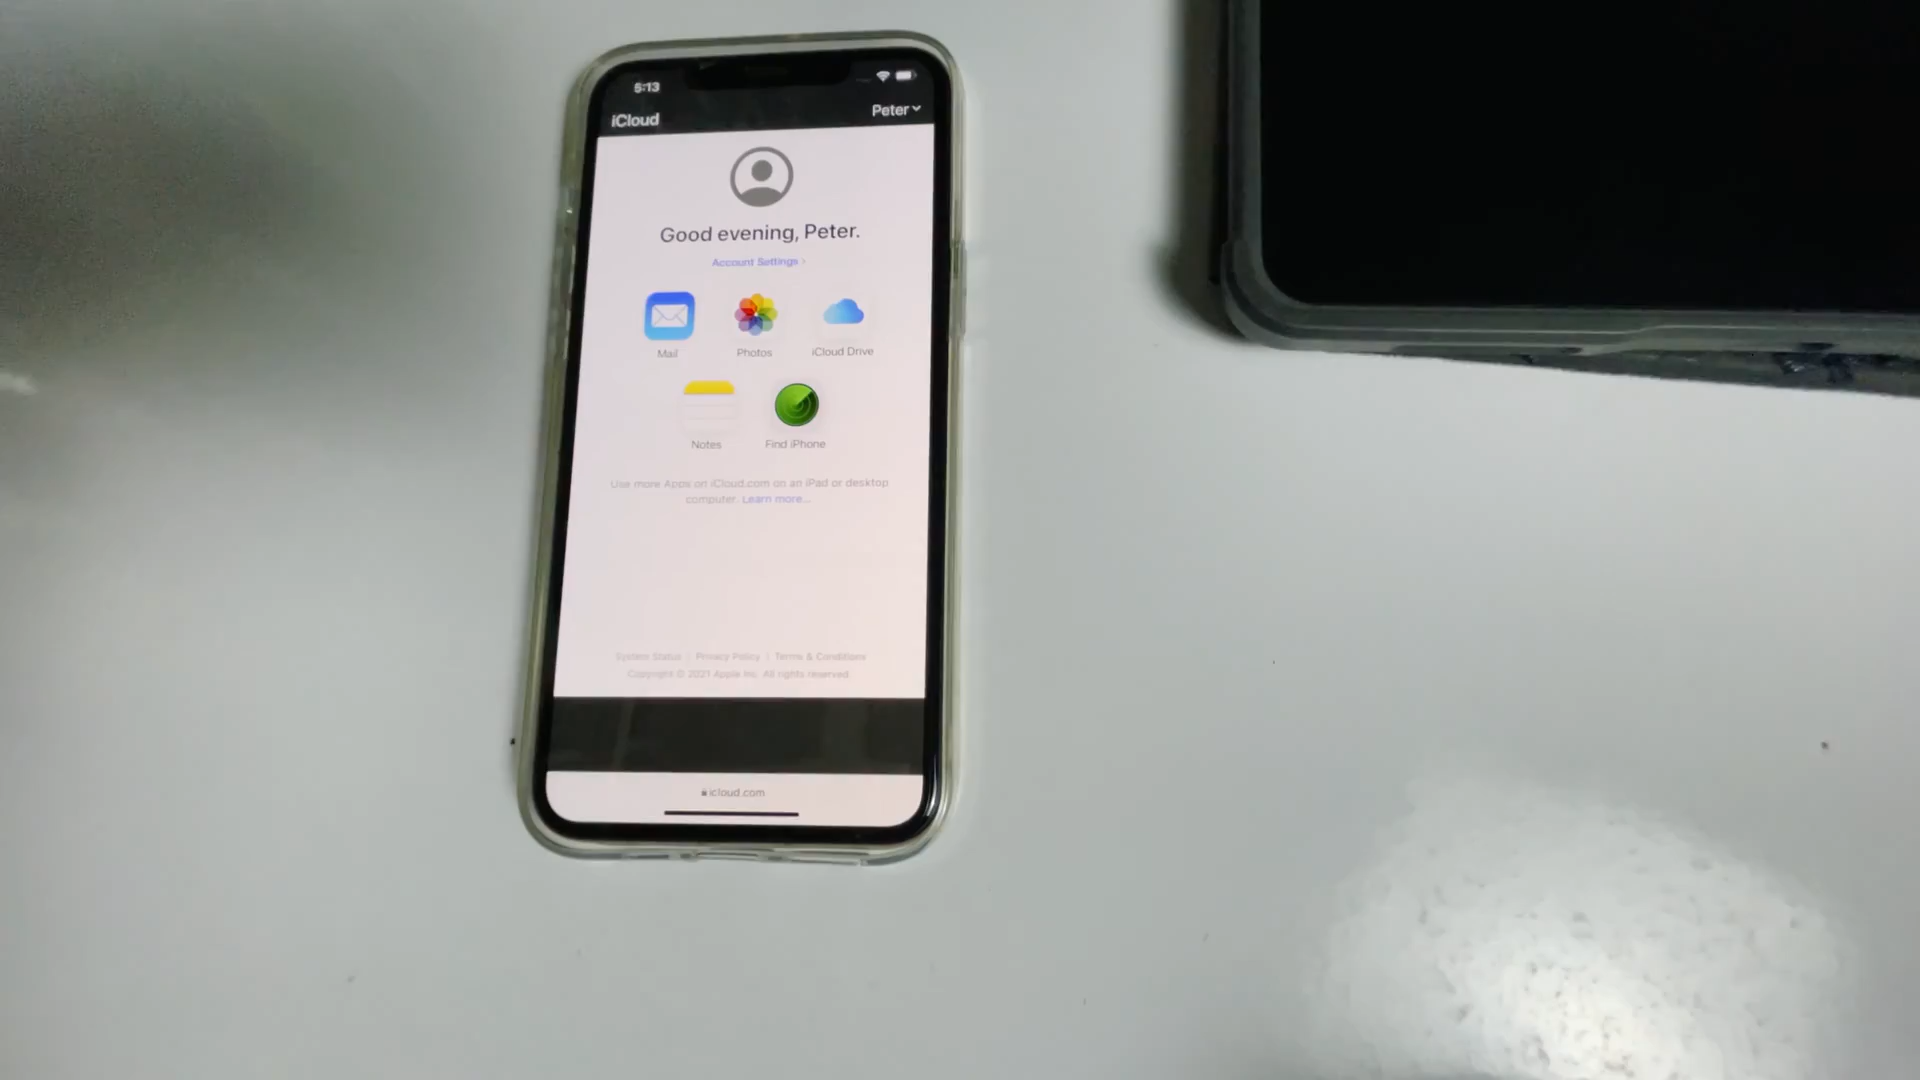 5:13
iCloud
Peter
Good evening, Peter.
Account Settings
Mail
Photos
iCloud Drive
Notes
Find iPhone
Use more Apps on iCloud.com on an iPad or desktop
computer. Learn more...
System Status | Privacy Policy | Terms & Conditions
Copyright © 2021 Apple Inc. All rights reserved.
icloud.com